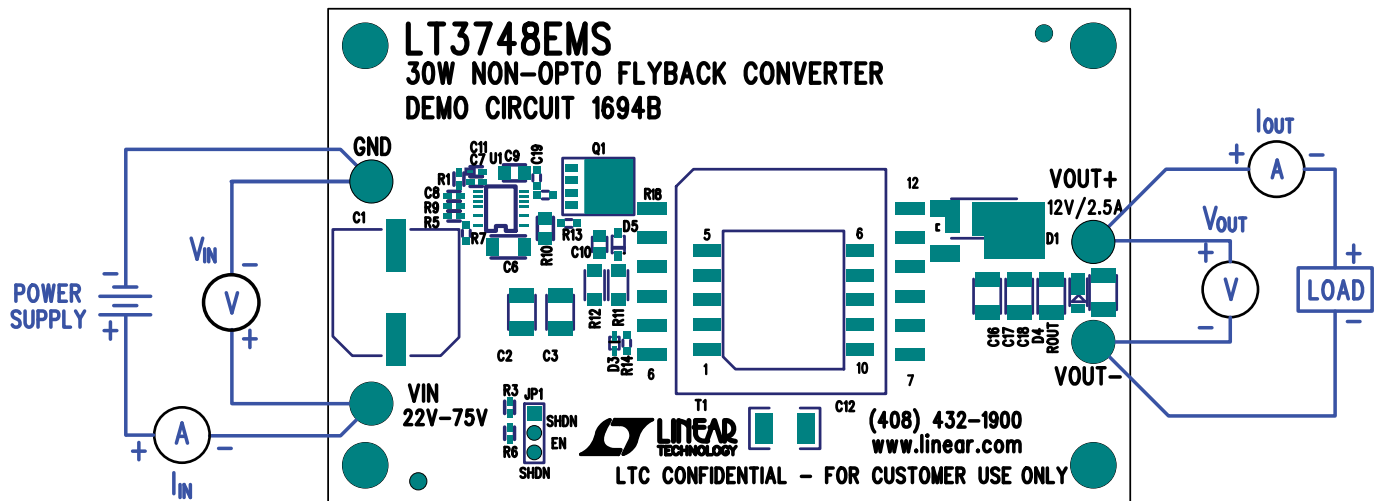 LT3748EMS
30W NON-OPTO FLYBACK CONVERTER
DEMO CIRCUIT 1694B
GND
C11
C7
U1
C9
C19
Q1
R1
C8
R9
R5
R7
C1
C6
R10
R13
C10
D5
R16
R12
R11
C2
C3
D3
R14
5
6
1
10
12
6
7
T1
C12
D1
VOUT+
12V/2.5A
C16
C17
C18
D4
ROUT
VOUT-
VIN
22V-75V
R3
JP1
SHDN
EN
R6
SHDN
LINEAR
TECHNOLOGY
(408) 432-1900
www.linear.com
LTC CONFIDENTIAL - FOR CUSTOMER USE ONLY
POWER
SUPPLY
-
+
VIN
-
V
+
+
A
-
IIN
IOUT
+
A
-
VOUT
+
V
-
+
LOAD
-